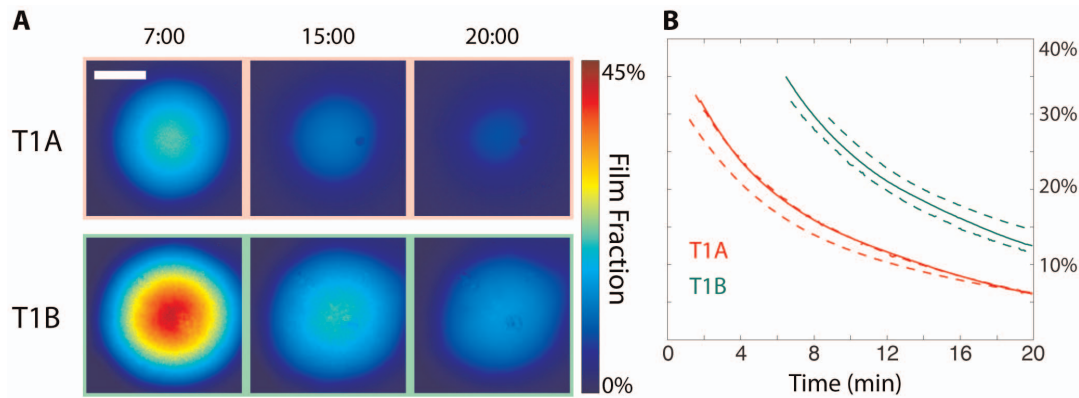 A
7:00 15:00 20:00
T1A
T1B
45%
Film Fraction
0%
B
40%
30%
20%
10%
T1A
T1B
0 4 8 12 16 20
Time (min)